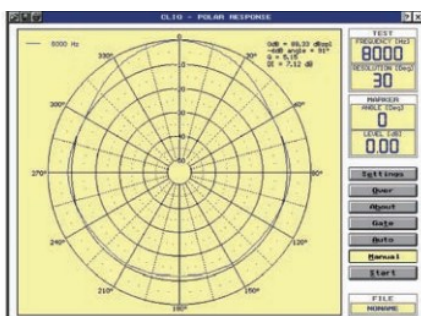 CLIO - POLAR RESPONSE
8000 Hz
0dB = 89.33 dBspl
-6dB angle = 91°
Q = 5.15
DI = 7.12 dB
0
30°
60°
90°
120°
150°
180°
210°
240°
270°
300°
330°
TEST
FREQUENCY [Hz]
8000
RESOLUTION [Deg]
30
MARKER
ANGLE [Deg]
0
LEVEL [dB]
0.00
Settings
Over
About
Gate
Auto
Manual
Start
FILE
NONAME